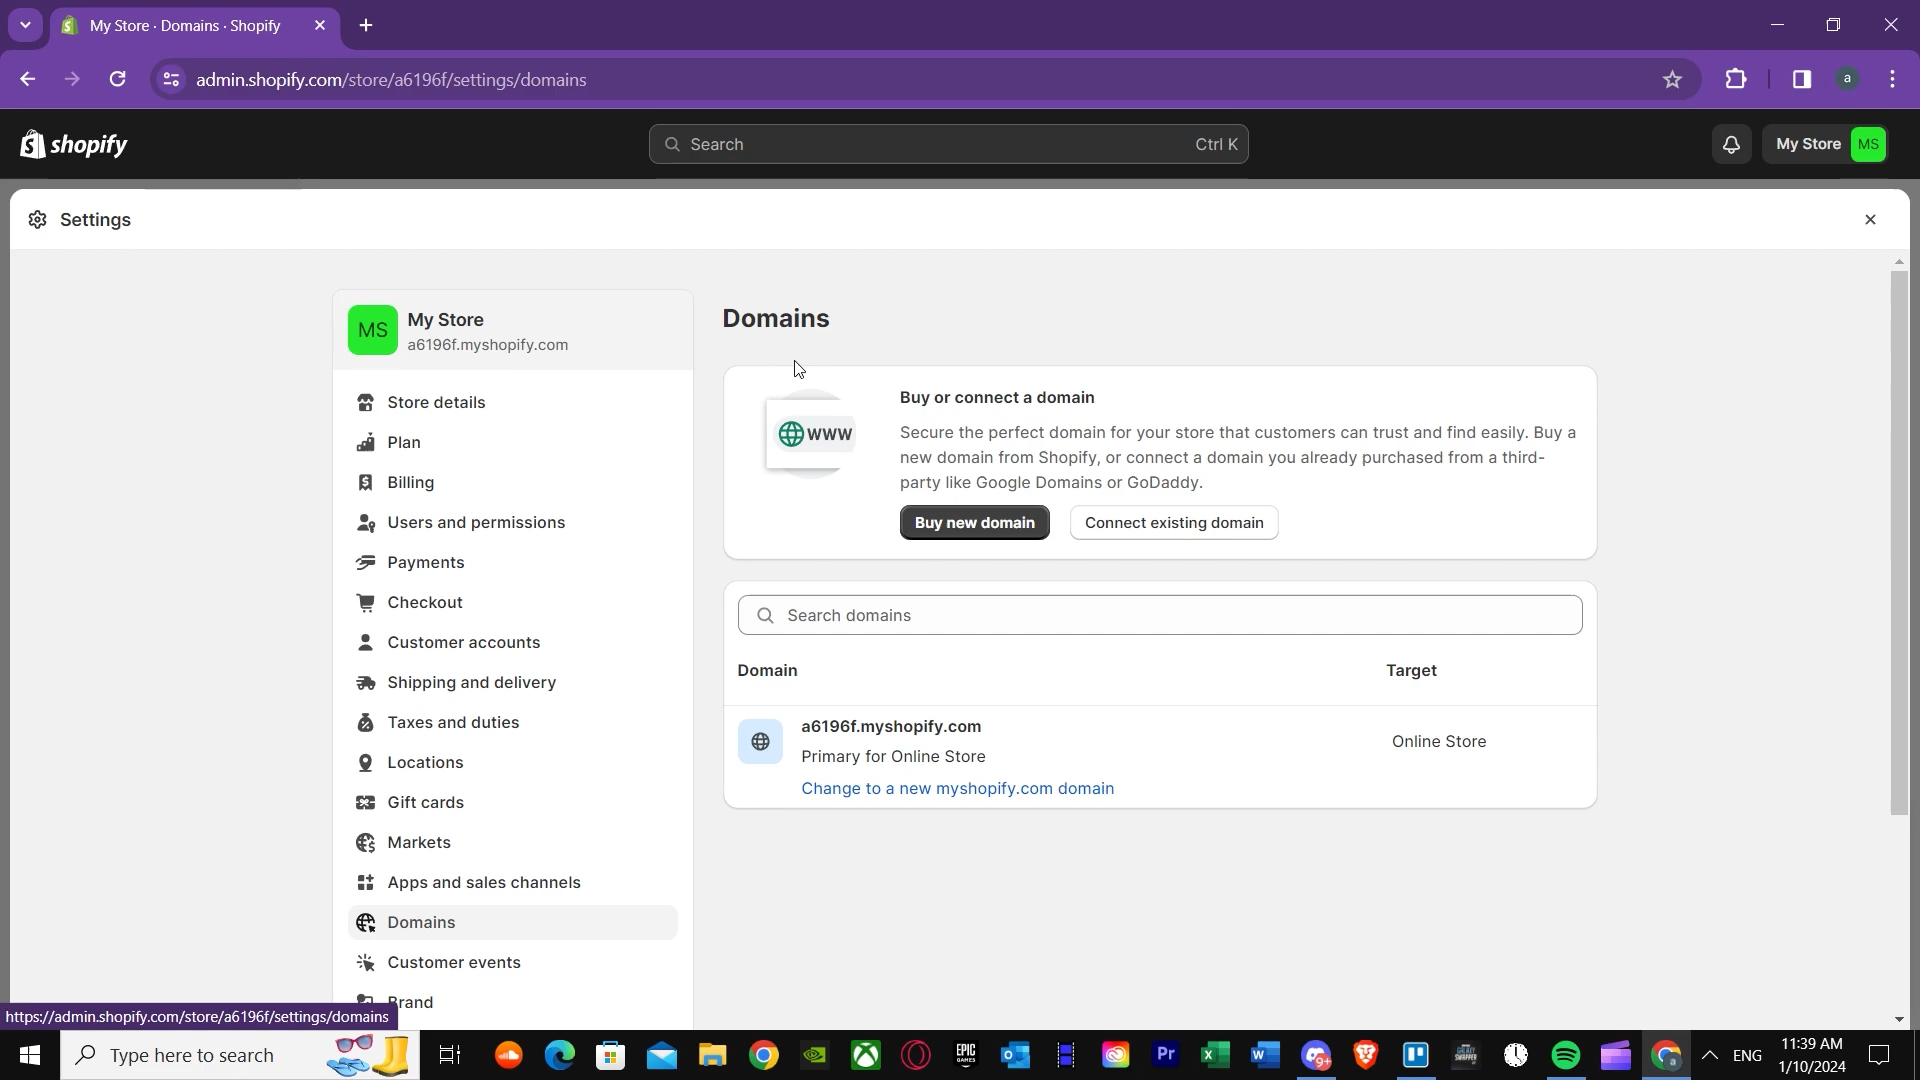 My Store · Domains · Shopify
admin.shopify.com/store/a6196f/settings/domains
a
shopify
Search Ctrl K
My Store MS
Settings
MS
My Store
a6196f.myshopify.com
Store details
Plan
Billing
Users and permissions
Payments
Checkout
Customer accounts
Shipping and delivery
Taxes and duties
Locations
Gift cards
Markets
Apps and sales channels
Domains
Customer events
Brand
Domains
www
Buy or connect a domain
Secure the perfect domain for your store that customers can trust and find easily. Buy a
new domain from Shopify, or connect a domain you already purchased from a third-
party like Google Domains or GoDaddy.
Buy new domain Connect existing domain
Search domains
Domain Target
a6196f.myshopify.com
Primary for Online Store
Change to a new myshopify.com domain
Online Store
https://admin.shopify.com/store/a6196f/settings/domains
Type here to search
EPIC
GAMES
Pr
9+
a
ENG
11:39 AM
1/10/2024